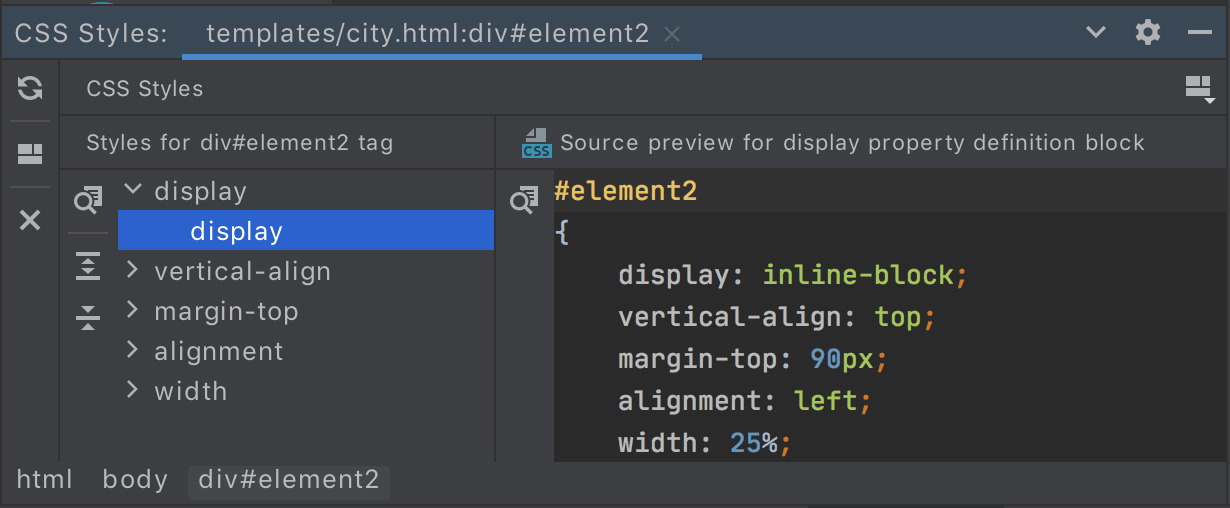 CSS Styles: templates/city.html:div#element2
CSS Styles
Styles for div#element2 tag
CSS Source preview for display property definition block
display
display
vertical-align
margin-top
alignment
width
#element2
{
display: inline-block;
vertical-align: top;
margin-top: 90px;
alignment: left;
width: 25%;
html body div#element2